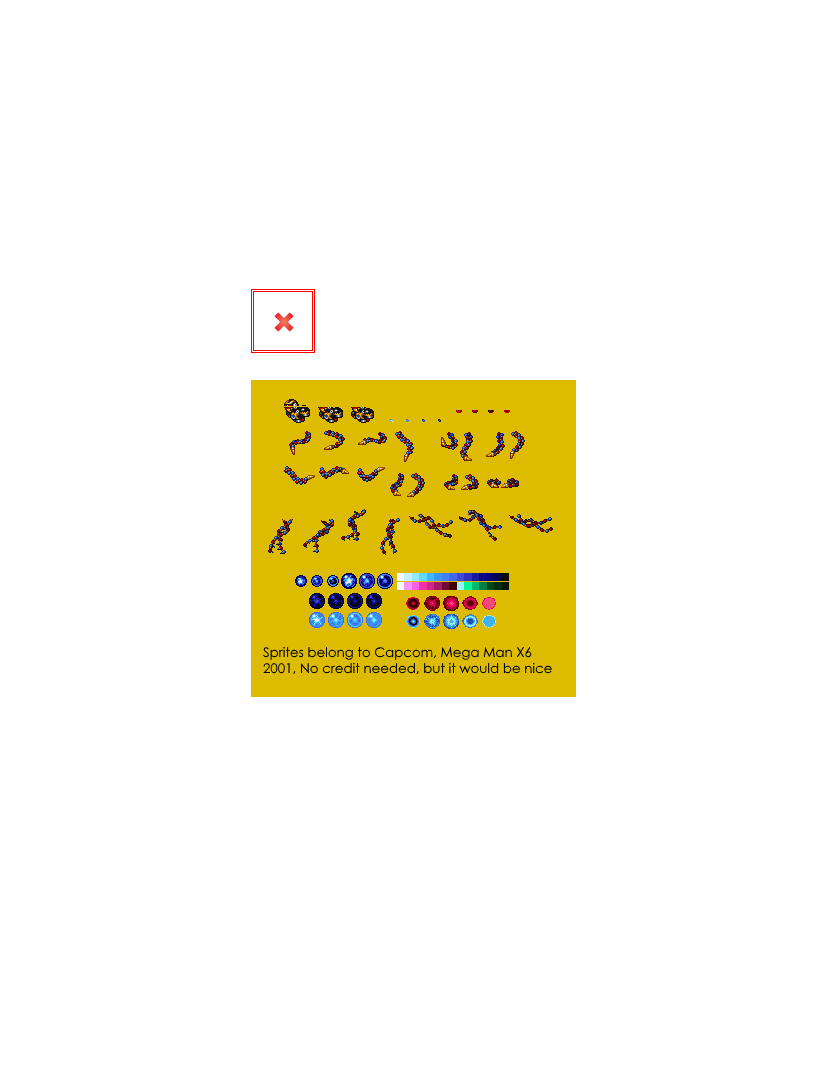 Sprites belong to Capcom, Mega Man X6
2001, No credit needed, but it would be nice